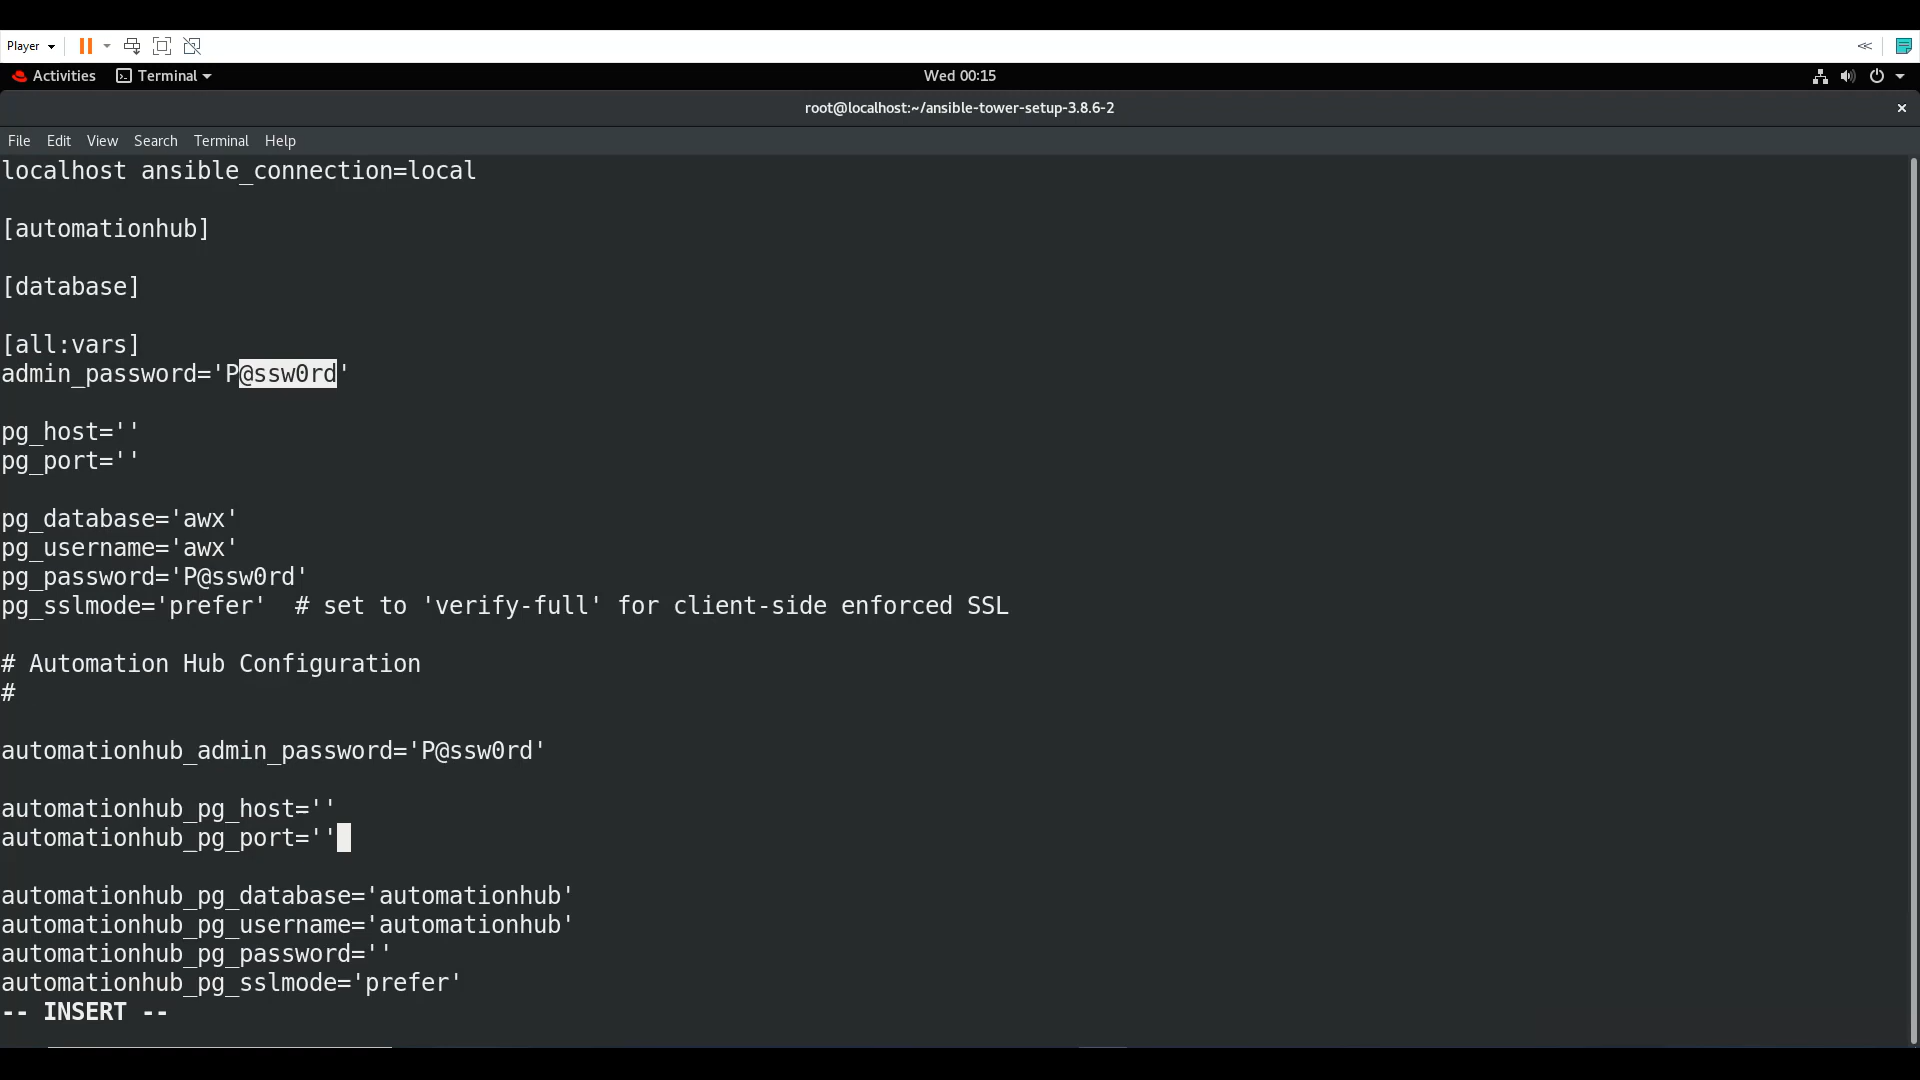 Player
Activities Terminal Wed 00:15
root@localhost:~/ansible-tower-setup-3.8.6-2
File Edit View Search Terminal Help
localhost ansible_connection=local
[automationhub]
[database]
[all:vars]
admin_password='P@ssw0rd'
pg_host=''
pg_port=''
pg_database='awx'
pg_username='awx'
pg_password='P@ssw0rd'
pg_sslmode='prefer'  # set to 'verify-full' for client-side enforced SSL
# Automation Hub Configuration
#
automationhub_admin_password='P@ssw0rd'
automationhub_pg_host=''
automationhub_pg_port=''
automationhub_pg_database='automationhub'
automationhub_pg_username='automationhub'
automationhub_pg_password=''
automationhub_pg_sslmode='prefer'
-- INSERT --